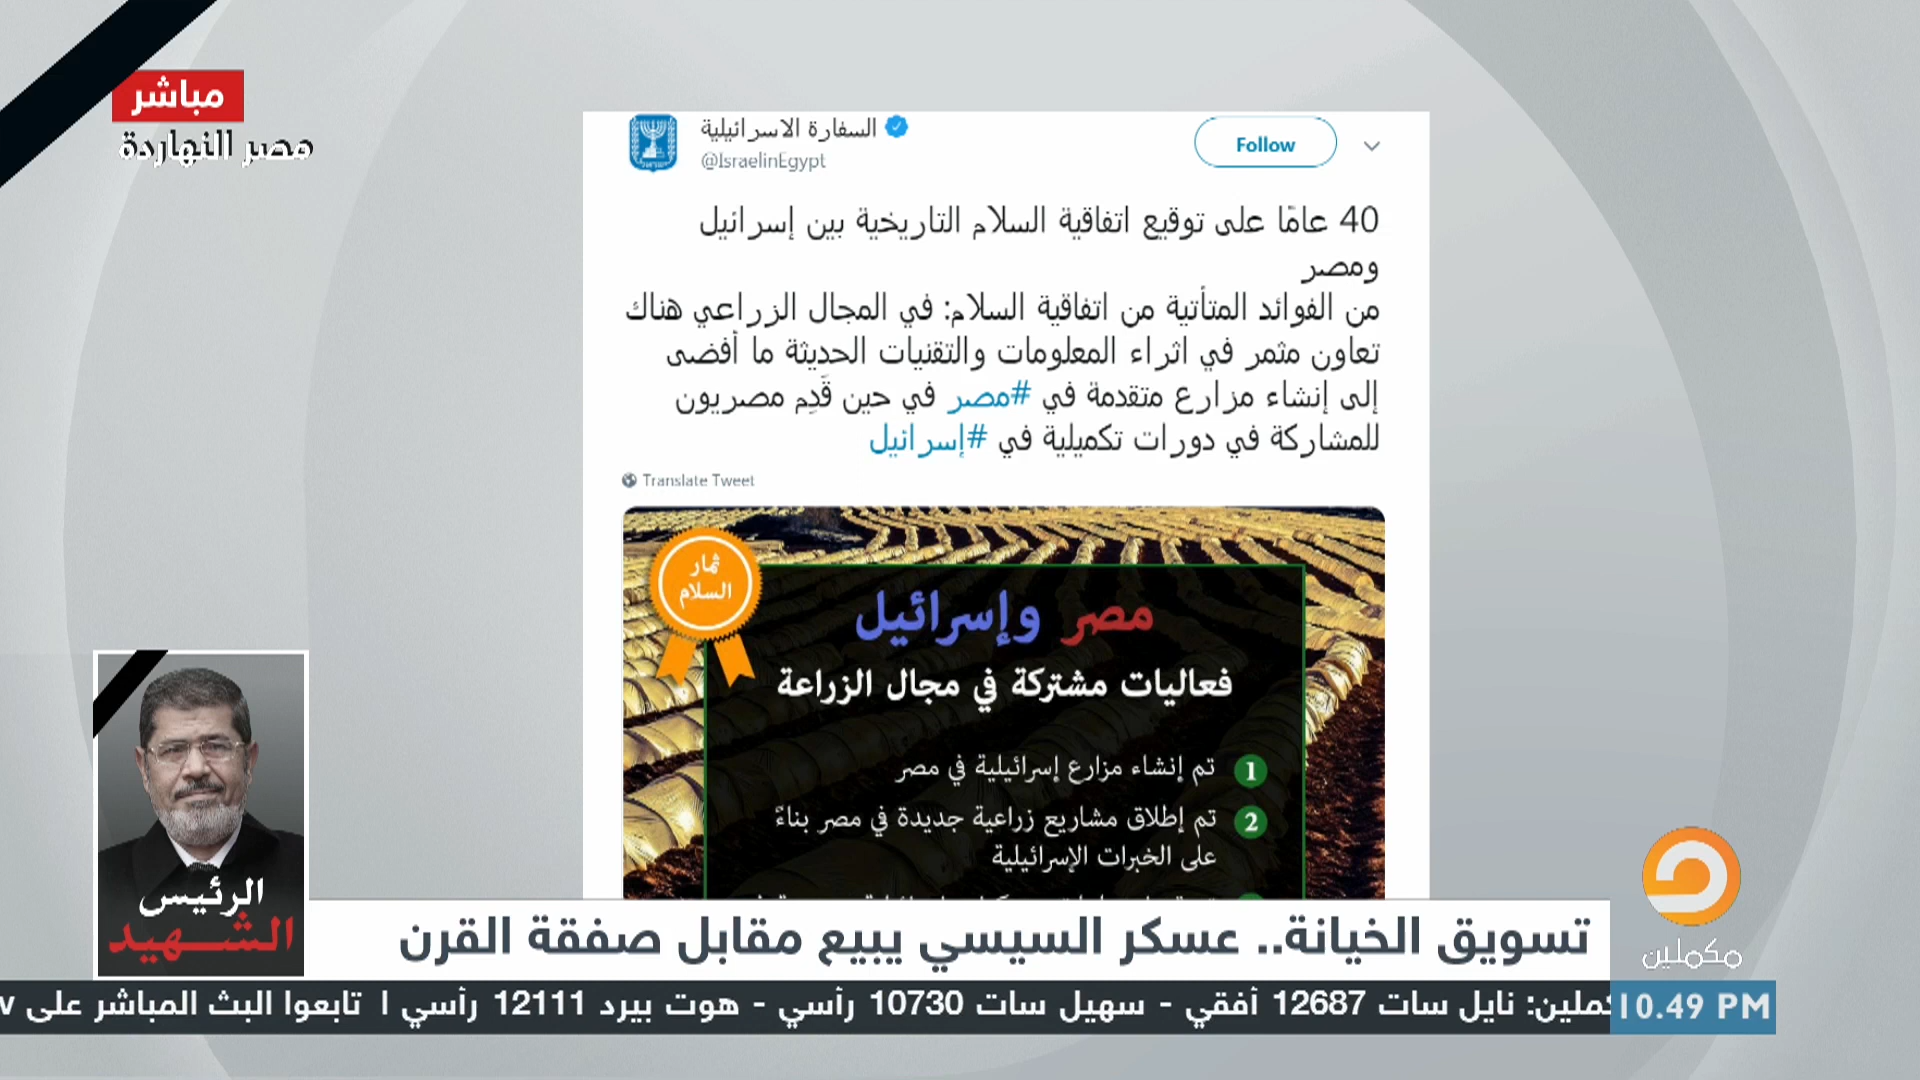 مباشر
مصر النهاردة
السفارة الاسرائيلية
@IsraelinEgypt
Follow
40 عامًا على توقيع اتفاقية السلام التاريخية بين إسرائيل
ومصر
من الفوائد المتأتية من اتفاقية السلام: في المجال الزراعي هناك
تعاون مثمر في اثراء المعلومات والتقنيات الحديثة ما أفضى
إلى إنشاء مزارع متقدمة في #مصر في حين قَدِم مصريون
للمشاركة في دورات تكميلية في #إسرائيل
Translate Tweet
ثمار
السلام
مصر وإسرائيل
فعاليات مشتركة في مجال الزراعة
1 تم إنشاء مزارع إسرائيلية في مصر
2 تم إطلاق مشاريع زراعية جديدة في مصر بناءً
على الخبرات الإسرائيلية
الرئيس
الشهيد
تسويق الخيانة.. عسكر السيسي يبيع مقابل صفقة القرن
مكملين
نايل سات 12687 أفقي - سهيل سات 10730 رأسي - هوت بيرد 12111 رأسي | تابعوا البث المباشر على
10.49 PM